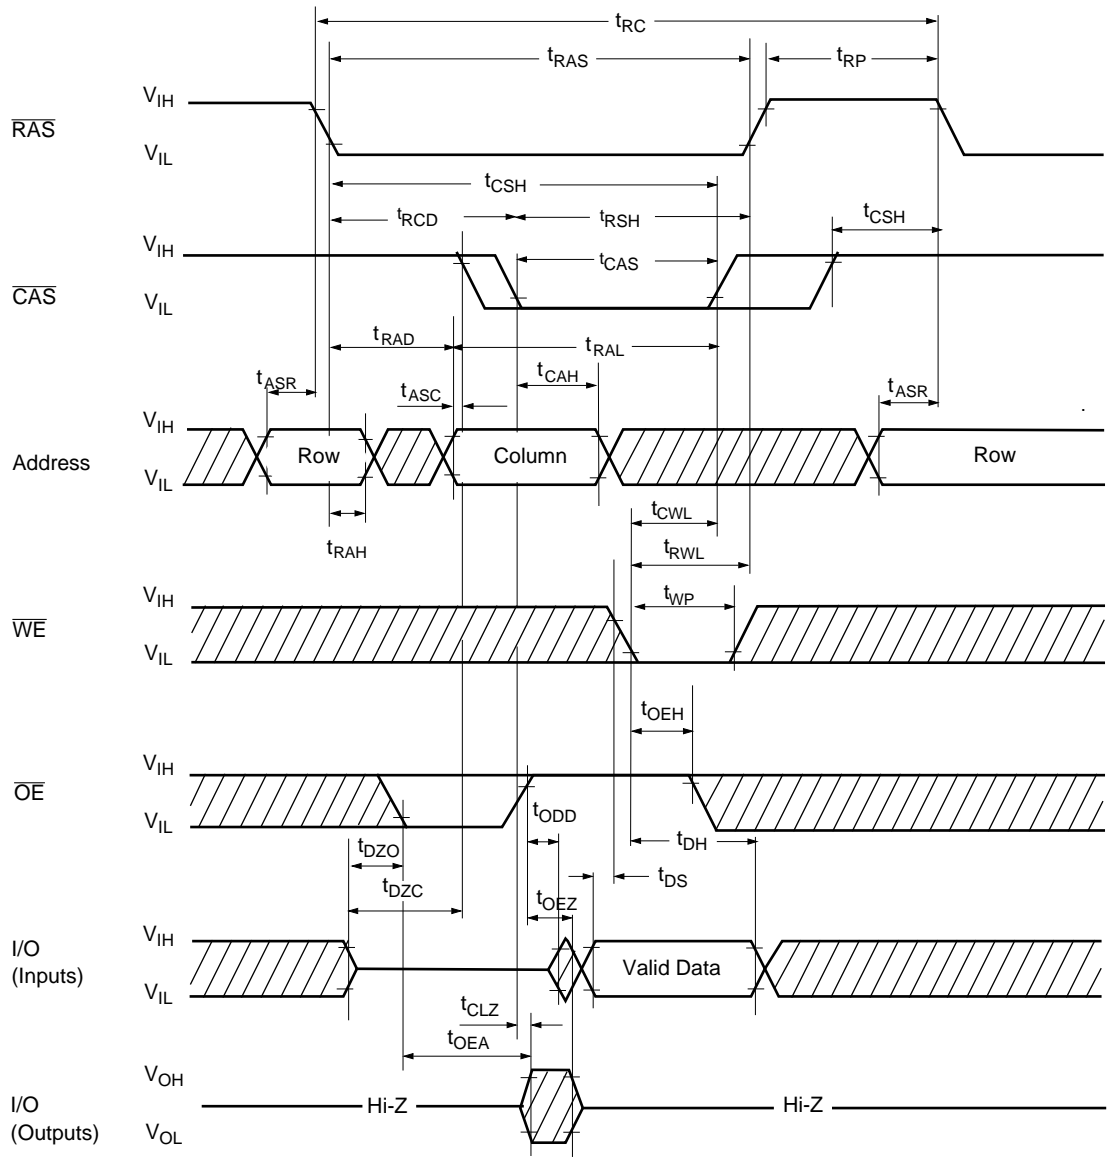 tRC
tRAS
tRP
VIH
RAS
VIL
tCSH
tRCD
tRSH
tCSH
VIH
tCAS
CAS
VIL
tRAD
tRAL
tASR
tASC
tCAH
tASR
VIH
Address
Row
Column
Row
VIL
tCWL
tRAH
tRWL
VIH
tWP
WE
VIL
tOEH
VIH
OE
VIL
tODD
tDH
tDZO
tDZC
tDS
tOEZ
VIH
I/O
(Inputs)
Valid Data
VIL
tCLZ
tOEA
VOH
I/O
(Outputs)
Hi-Z
Hi-Z
VOL